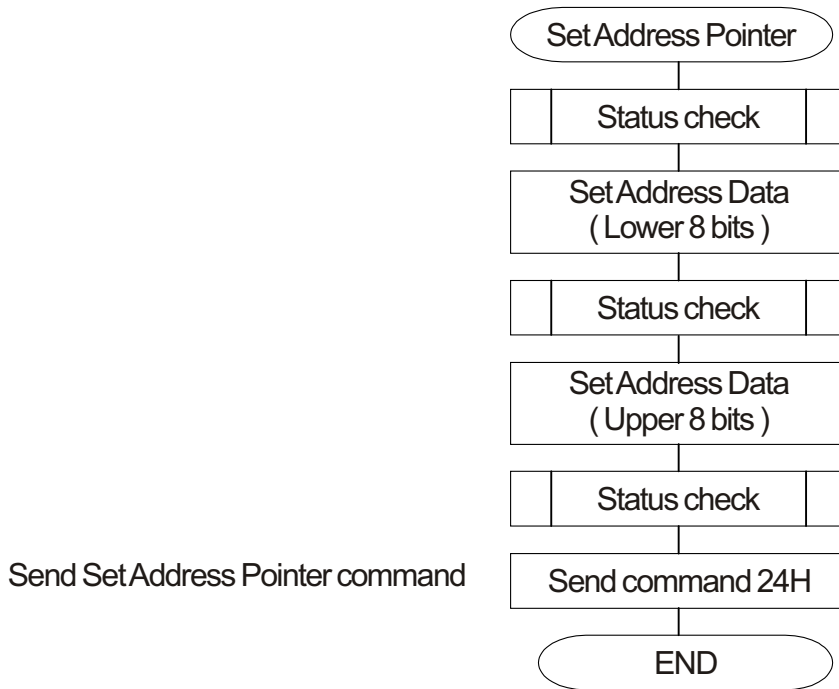 Set Address Pointer
Status check
Set Address Data
( Lower 8 bits )
Status check
Set Address Data
( Upper 8 bits )
Status check
Send Set Address Pointer command
Send command 24H
END